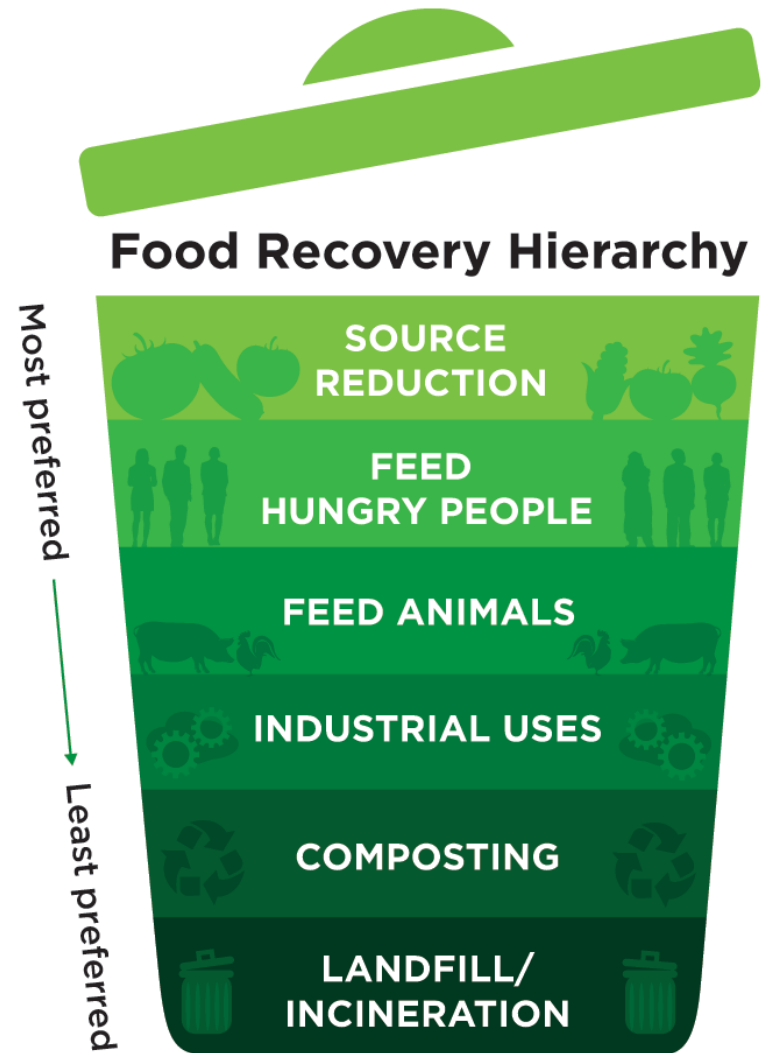 Food Recovery Hierarchy
Most preferred
Least preferred
SOURCE
REDUCTION
FEED
HUNGRY PEOPLE
FEED ANIMALS
INDUSTRIAL USES
COMPOSTING
LANDFILL/
INCINERATION